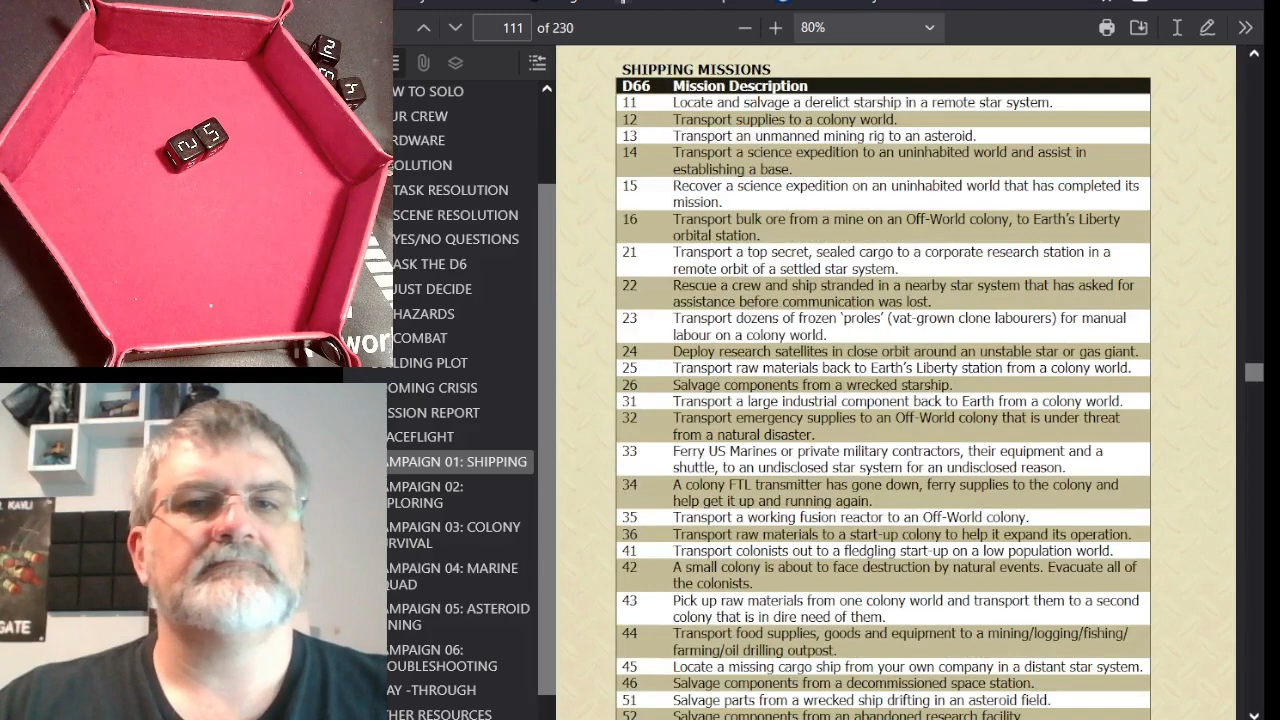 111 of 230
80%
W TO SOLO
UR CREW
RDWARE
SOLUTION
TASK RESOLUTION
SCENE RESOLUTION
YES/NO QUESTIONS
ASK THE D6
JUST DECIDE
HAZARDS
COMBAT
ILDING PLOT
OMING CRISIS
SSION REPORT
ACEFLIGHT
AMPAIGN 01: SHIPPING
AMPAIGN 02:
PLORING
AMPAIGN 03: COLONY
URVIVAL
AMPAIGN 04: MARINE
QUAD
AMPAIGN 05: ASTEROID
NING
AMPAIGN 06:
OUBLESHOOTING
AY -THROUGH
HER RESOURCES
SHIPPING MISSIONS
D66 Mission Description
11 Locate and salvage a derelict starship in a remote star system.
12 Transport supplies to a colony world.
13 Transport an unmanned mining rig to an asteroid.
14 Transport a science expedition to an uninhabited world and assist in
establishing a base.
15 Recover a science expedition on an uninhabited world that has completed its
mission.
16 Transport bulk ore from a mine on an Off-World colony, to Earth's Liberty
orbital station.
21 Transport a top secret, sealed cargo to a corporate research station in a
remote orbit of a settled star system.
22 Rescue a crew and ship stranded in a nearby star system that has asked for
assistance before communication was lost.
23 Transport dozens of frozen 'proles' (vat-grown clone labourers) for manual
labour on a colony world.
24 Deploy research satellites in close orbit around an unstable star or gas giant.
25 Transport raw materials back to Earth's Liberty station from a colony world.
26 Salvage components from a wrecked starship.
31 Transport a large industrial component back to Earth from a colony world.
32 Transport emergency supplies to an Off-World colony that is under threat
from a natural disaster.
33 Ferry US Marines or private military contractors, their equipment and a
shuttle, to an undisclosed star system for an undisclosed reason.
34 A colony FTL transmitter has gone down, ferry supplies to the colony and
help get it up and running again.
35 Transport a working fusion reactor to an Off-World colony.
36 Transport raw materials to a start-up colony to help it expand its operation.
41 Transport colonists out to a fledgling start-up on a low population world.
42 A small colony is about to face destruction by natural events. Evacuate all of
the colonists.
43 Pick up raw materials from one colony world and transport them to a second
colony that is in dire need of them.
44 Transport food supplies, goods and equipment to a mining/logging/fishing/
farming/oil drilling outpost.
45 Locate a missing cargo ship from your own company in a distant star system.
46 Salvage components from a decommissioned space station.
51 Salvage parts from a wrecked ship drifting in an asteroid field.
52 Salvage components from an abandoned research facility
2 5
GATE